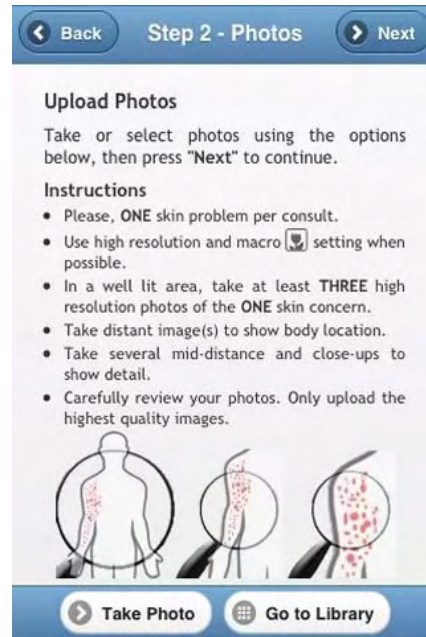 Back Step 2 - Photos Next
Upload Photos
Take or select photos using the options
below, then press "Next" to continue.
Instructions
• Please, ONE skin problem per consult.
• Use high resolution and macro setting when
possible.
• In a well lit area, take at least THREE high
resolution photos of the ONE skin concern.
• Take distant image(s) to show body location.
• Take several mid-distance and close-ups to
show detail.
• Carefully review your photos. Only upload the
highest quality images.
Take Photo Go to Library